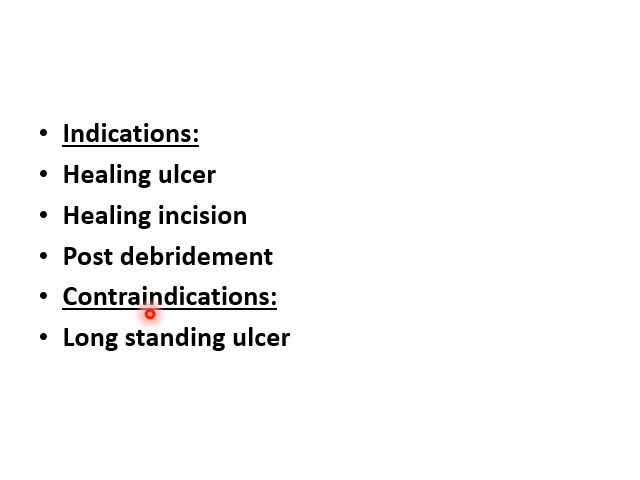 • Indications:
• Healing ulcer
• Healing incision
• Post debridement
• Contraindications:
• Long standing ulcer